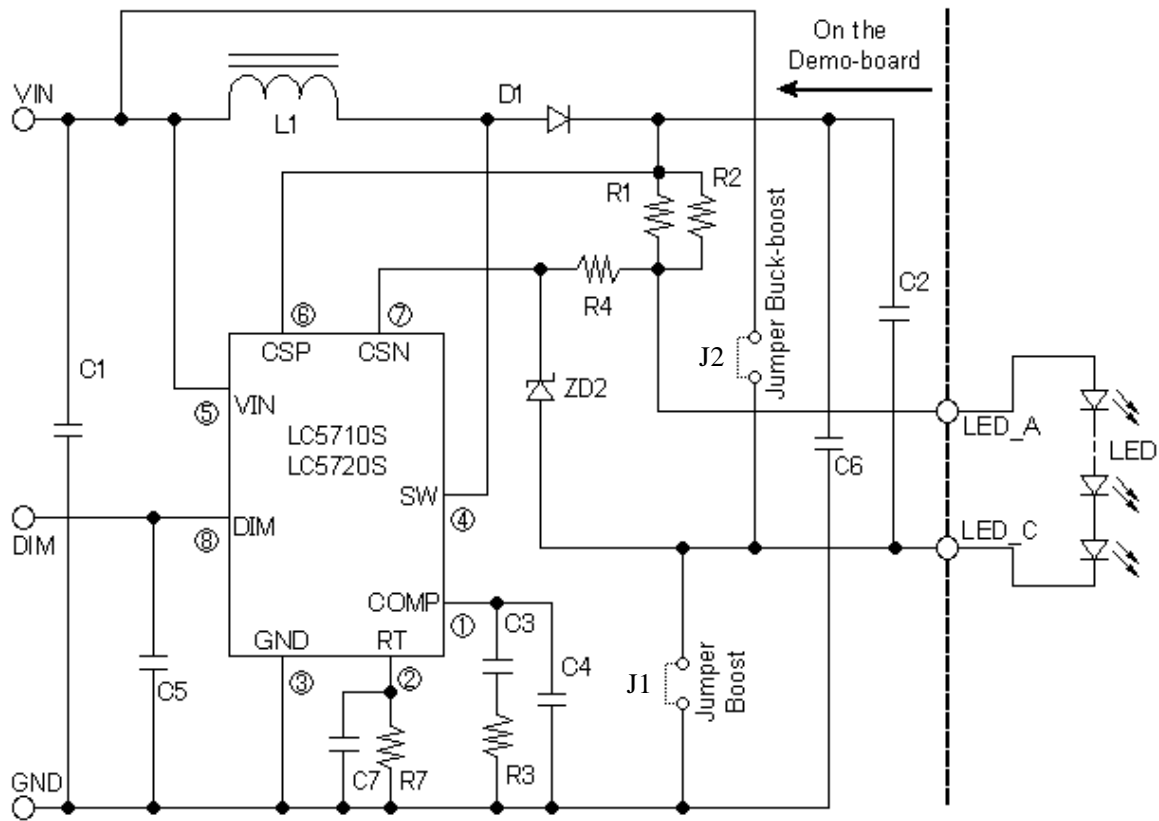 On the
Demo-board
VIN
L1
D1
R1
R2
R4
C2
⑥
⑦
CSP
CSN
J2
Jumper Buck-boost
C1
⑤
VIN
ZD2
LED_A
LED
LC5710S
LC5720S
C6
SW
④
DIM
⑧
DIM
LED_C
COMP
①
C3
GND
RT
C4
③
②
C5
J1
Jumper
Boost
C7
R7
R3
GND